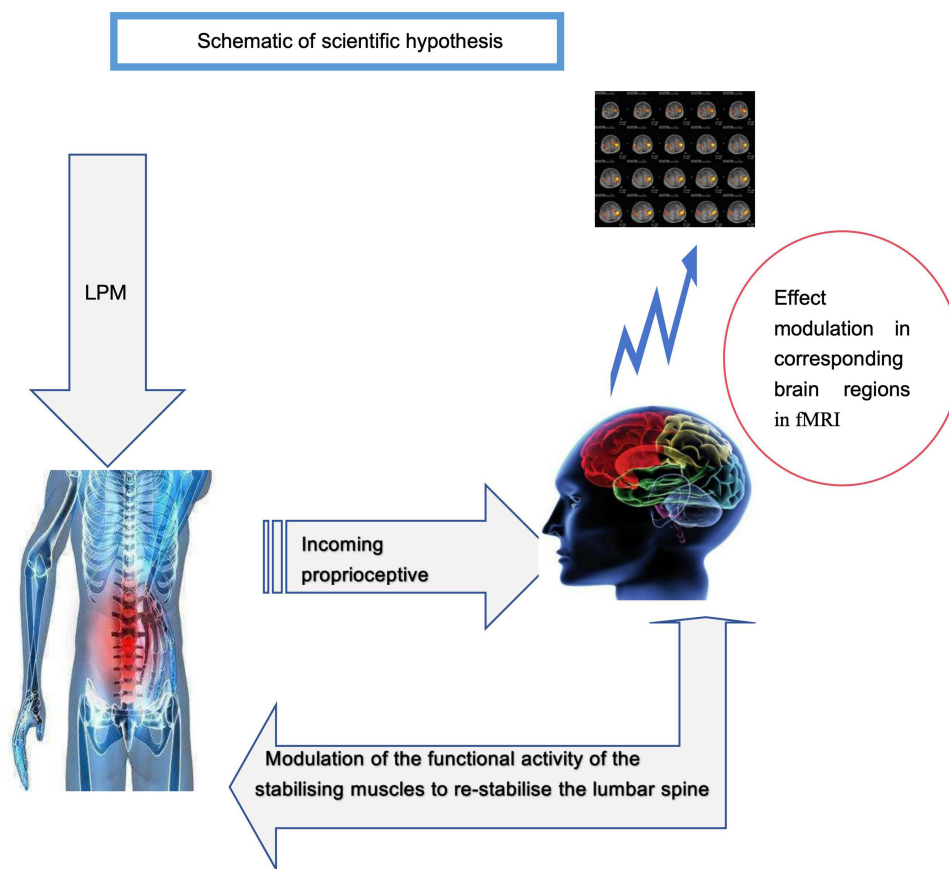 Schematic of scientific hypothesis
LPM
Effect
modulation in
corresponding
brain regions
in fMRI
Incoming
proprioceptive
Modulation of the functional activity of the
stabilising muscles to re-stabilise the lumbar spine